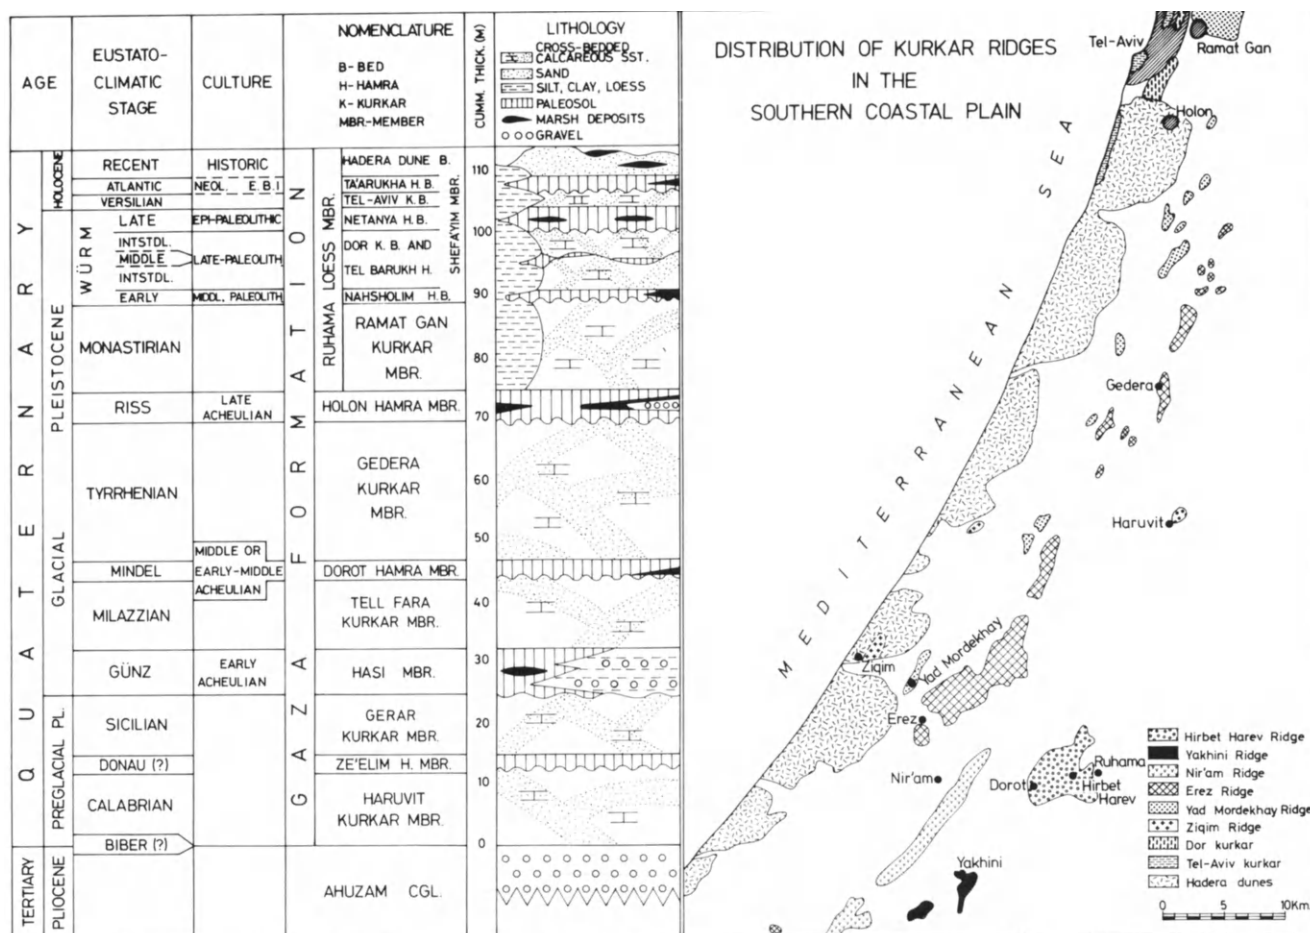 AGE
EUSTATO-
CLIMATIC
STAGE
CULTURE
NOMENCLATURE
B-BED
H-HAMRA
K-KURKAR
MBR-MEMBER
CUMM. THICK. (M)
LITHOLOGY
CROSS-BEDDED
CALCAREOUS SST.
SAND
SILT, CLAY, LOESS
PALEOSOL
MARSH DEPOSITS
GRAVEL
QUATERNARY
TERTIARY
HOLOCENE
PLEISTOCENE
GLACIAL
PREGLACIAL PL.
PLIOCENE
WÜRM
RECENT
ATLANTIC
VERSILIAN
LATE
INTSTDL.
MIDDLE
INTSTDL.
EARLY
MONASTIRIAN
RISS
TYRRHENIAN
MINDEL
MILAZZIAN
GÜNZ
SICILIAN
DONAU (?)
CALABRIAN
BIBER (?)
HISTORIC
NEOL. E.B.I
EPI-PALEOLITHIC
LATE-PALEOLITH
MIDDL. PALEOLITH
LATE
ACHEULIAN
MIDDLE OR
EARLY-MIDDLE
ACHEULIAN
EARLY
ACHEULIAN
GAZA FORMATION
RUHAMA LOESS MBR.
SHEFAYIM MBR.
HADERA DUNE B.
TA'ARUKHA H.B.
TEL-AVIV K.B.
NETANYA H.B.
DOR K.B. AND
TEL BARUKH H.
NAHSHOLIM H.B.
RAMAT GAN
KURKAR
MBR.
HOLON HAMRA MBR.
GEDERA
KURKAR
MBR.
DOROT HAMRA MBR.
TELL FARA
KURKAR MBR.
HASI MBR.
GERAR
KURKAR MBR.
ZE'ELIM H. MBR.
HARUVIT
KURKAR MBR.
AHUZAM CGL.
110
100
90
80
70
60
50
40
30
20
10
0
DISTRIBUTION OF KURKAR RIDGES
IN THE
SOUTHERN COASTAL PLAIN
MEDITERRANEAN SEA
Tel-Aviv
Ramat Gan
Holon
Gedera
Haruvit
Ziqim
Yad Mordekhay
Erez
Nir'am
Dorot
Ruhama
Hirbet
Harev
Yakhini
Hirbet Harev Ridge
Yakhini Ridge
Nir'am Ridge
Erez Ridge
Yad Mordekhay Ridge
Ziqim Ridge
Dor kurkar
Tel-Aviv kurkar
Hadera dunes
0 5 10Km.